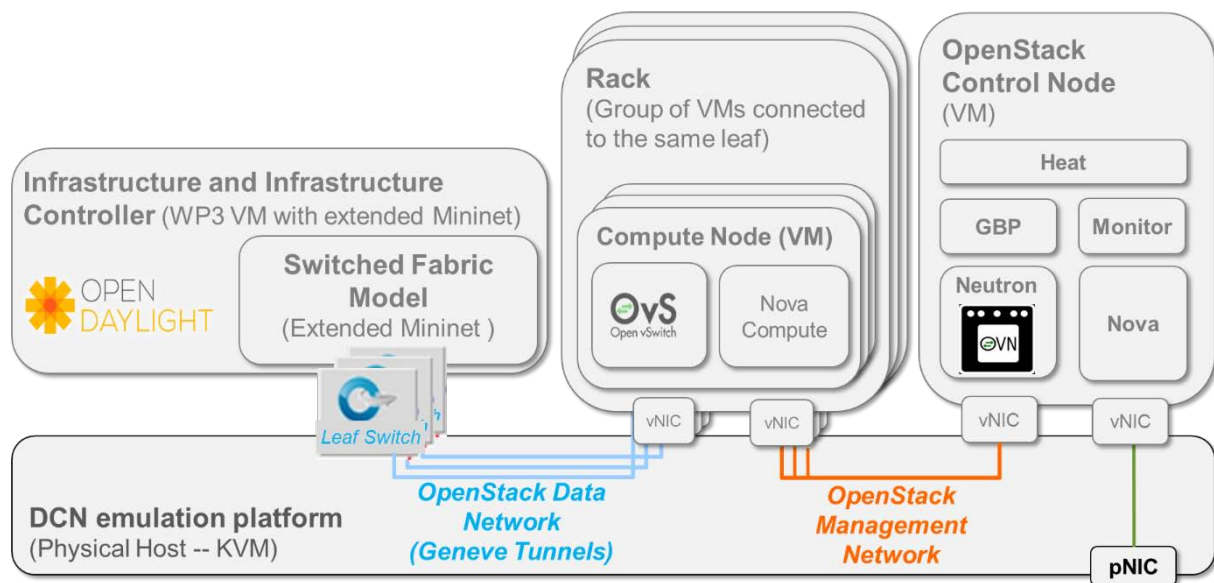 Infrastructure and Infrastructure
Controller (WP3 VM with extended Mininet)
OPEN
DAYLIGHT
Switched Fabric
Model
(Extended Mininet )
Leaf Switch
Rack
(Group of VMs connected
to the same leaf)
Compute Node (VM)
OvS
Open vSwitch
Nova
Compute
vNIC
vNIC
OpenStack
Control Node
(VM)
Heat
GBP
Monitor
Neutron
OVN
Nova
vNIC
vNIC
OpenStack Data
Network
(Geneve Tunnels)
OpenStack
Management
Network
DCN emulation platform
(Physical Host -- KVM)
pNIC